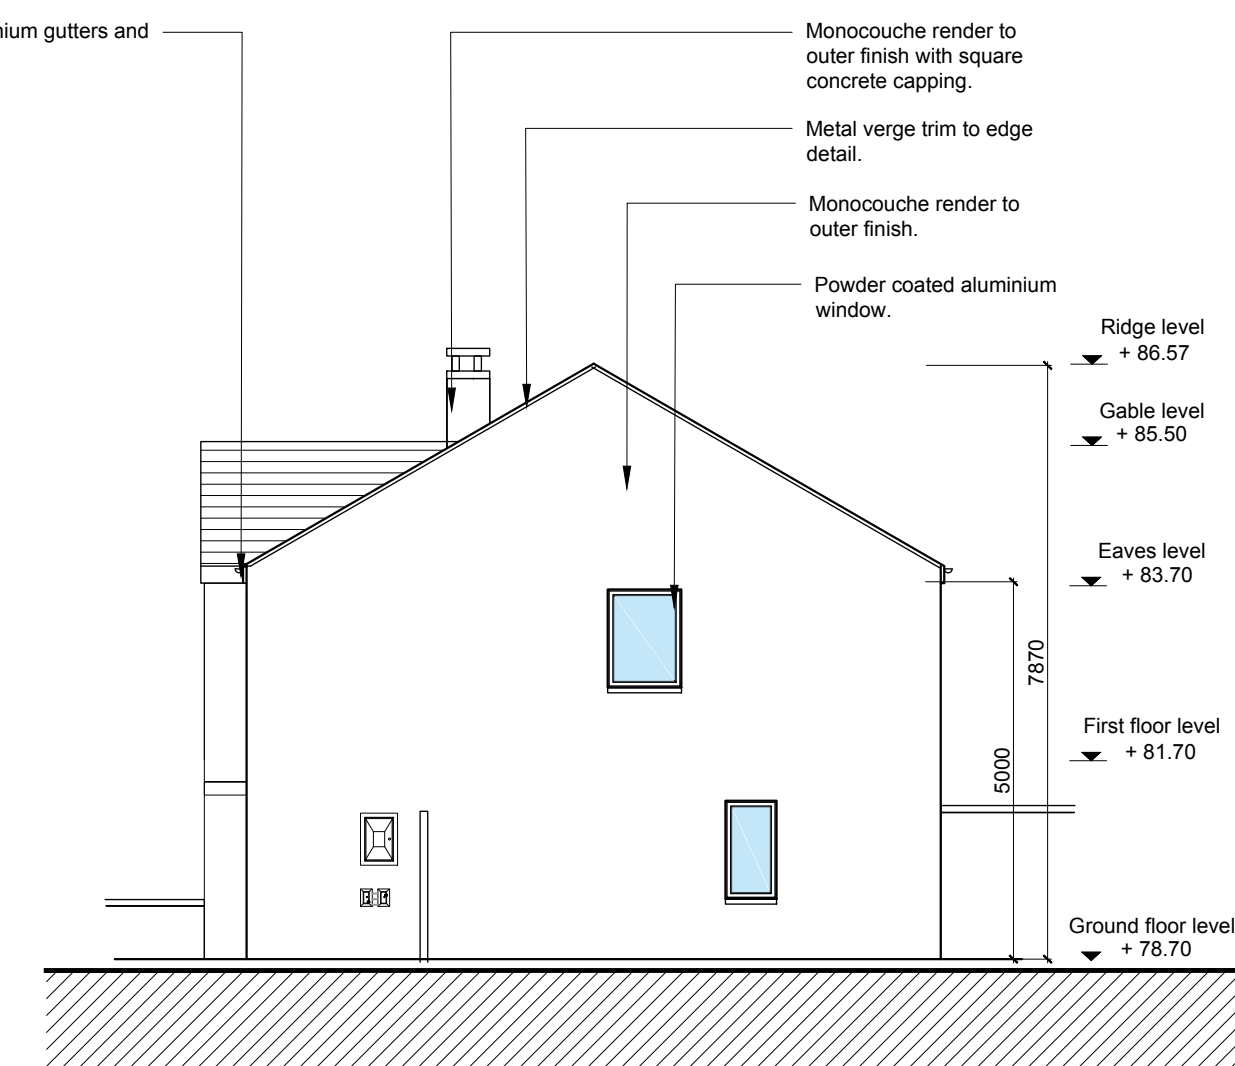 gutters and
Monocouche render to
outer finish with square
concrete capping.
Metal verge trim to edge
detail.
Monocouche render to
outer finish.
Powder coated aluminium
window.
Ridge level
+ 86.57
Gable level
+ 85.50
Eaves level
+ 83.70
7870
5000
First floor level
+ 81.70
Ground floor level
+ 78.70